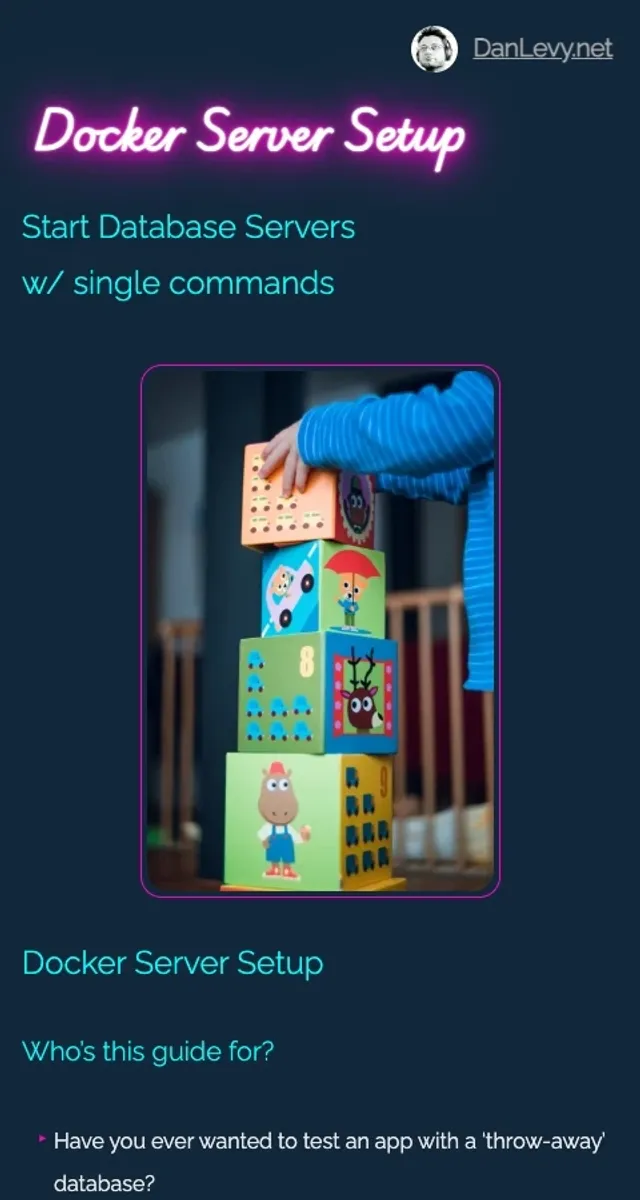 DanLevy.net
Docker Server Setup
Start Database Servers
w/ single commands
8
9
Docker Server Setup
Who's this guide for?
Have you ever wanted to test an app with a 'throw-away'
database?